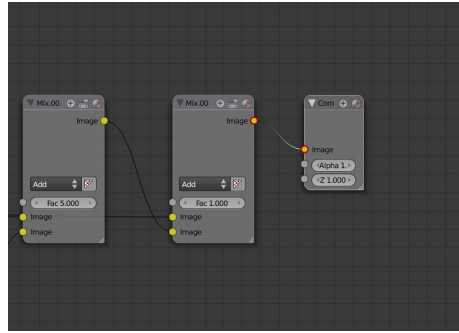 Mix.00
Image
Add
Fac 5.000
Image
Image
Mix.00
Image
Add
Fac 1.000
Image
Image
Com
Image
Alpha 1.
Z 1.000